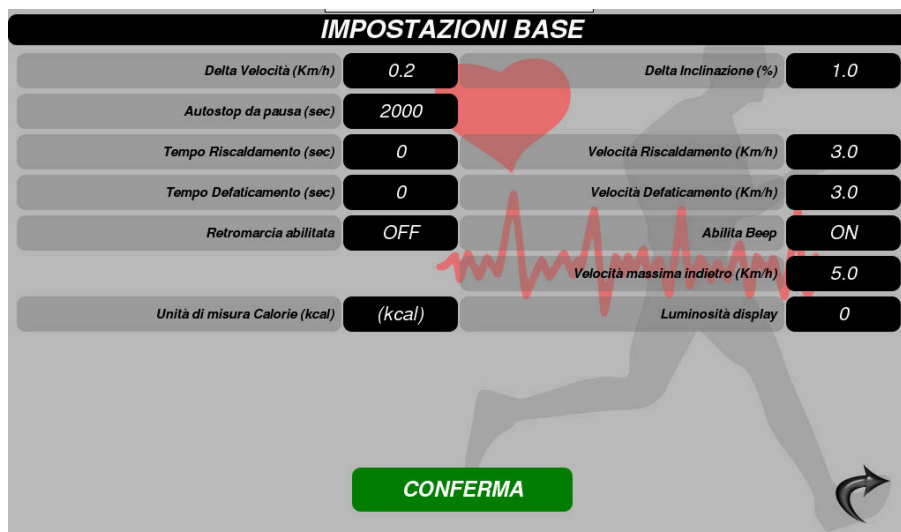 IMPOSTAZIONI BASE
Delta Velocità (Km/h) 0.2 Delta Inclinazione (%) 1.0
Autostop da pausa (sec) 2000
Tempo Riscaldamento (sec) 0 Velocità Riscaldamento (Km/h) 3.0
Tempo Defaticamento (sec) 0 Velocità Defaticamento (Km/h) 3.0
Retromarcia abilitata OFF Abilita Beep ON
Velocità massima indietro (Km/h) 5.0
Unità di misura Calorie (kcal) (kcal) Luminosità display 0
CONFERMA